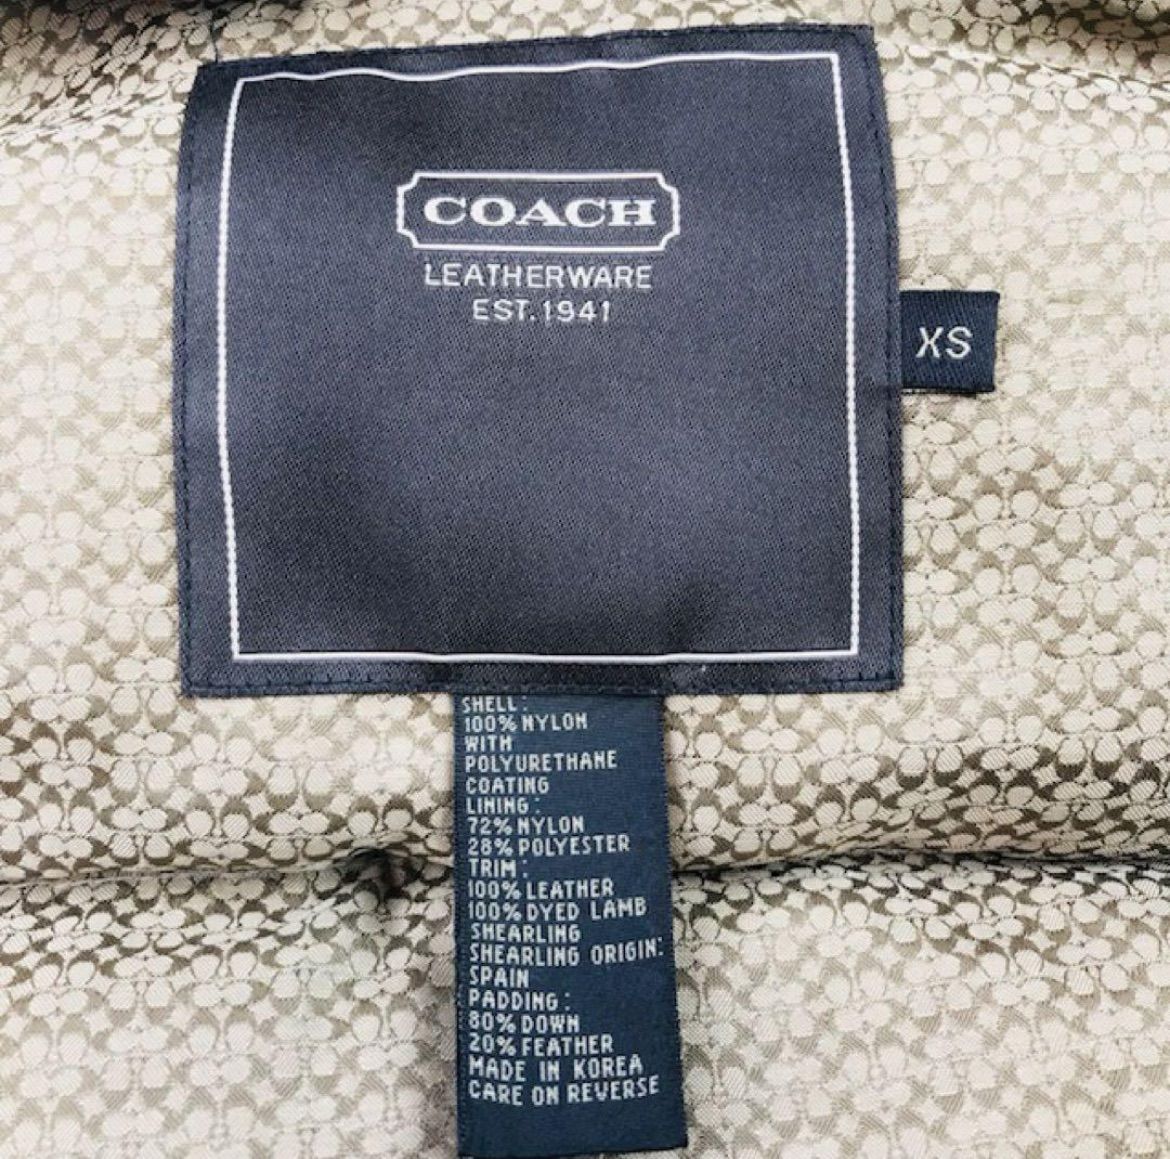 COACH
LEATHERWARE
EST. 1941
XS
SHELL:
100% NYLON
WITH
POLYURETHANE
COATING
LINING:
72% NYLON
28% POLYESTER
TRIM:
100% LEATHER
100% DYED LAMB
SHEARLING
SHEARLING ORIGIN:
SPAIN
PADDING:
80% DOWN
20% FEATHER
MADE IN KOREA
CARE ON REVERSE